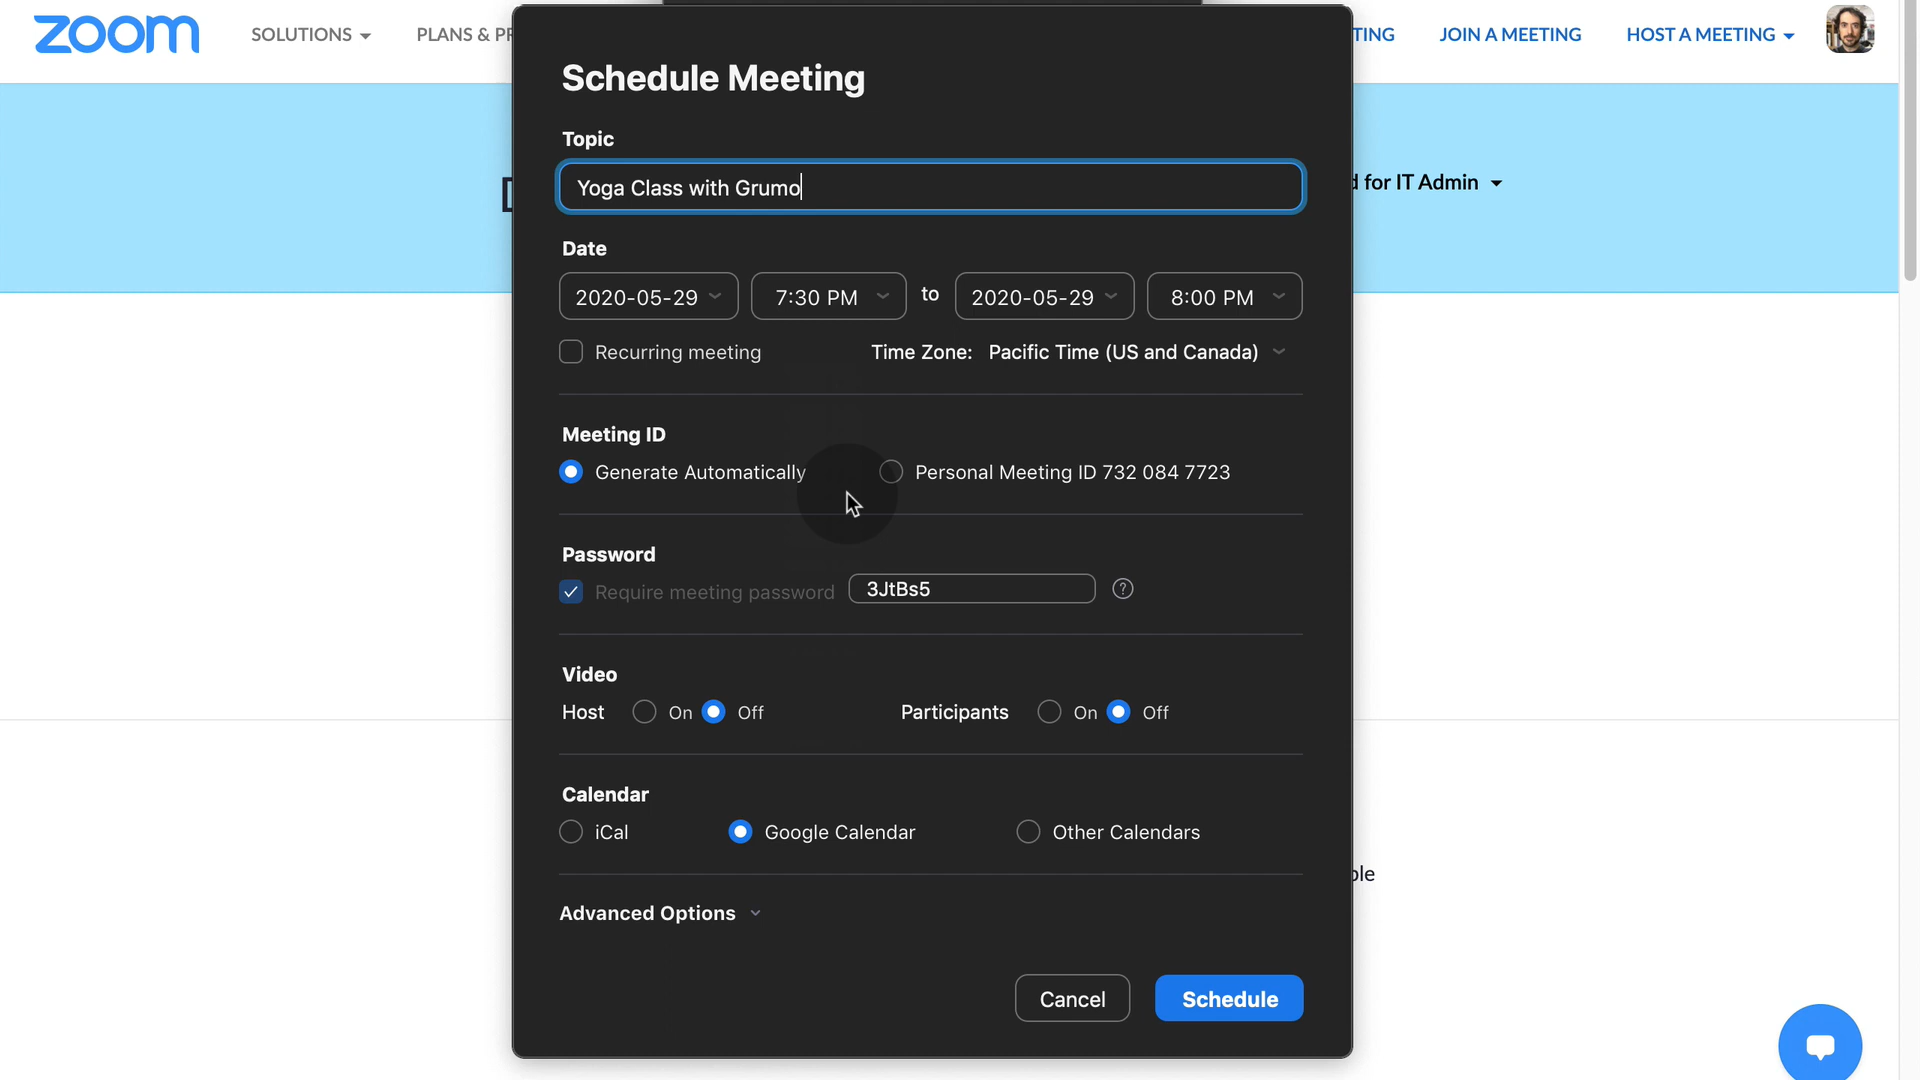 zoom SOLUTIONS PLANS & TING JOIN A MEETING HOST A MEETING
Schedule Meeting
Topic
Yoga Class with Grumo
for IT Admin
Date
2020-05-29 7:30 PM to 2020-05-29 8:00 PM
Recurring meeting Time Zone: Pacific Time (US and Canada)
Meeting ID
Generate Automatically Personal Meeting ID 732 084 7723
Password
Require meeting password 3JtBs5 ?
Video
Host On Off Participants On Off
Calendar
iCal Google Calendar Other Calendars
Advanced Options
Cancel Schedule